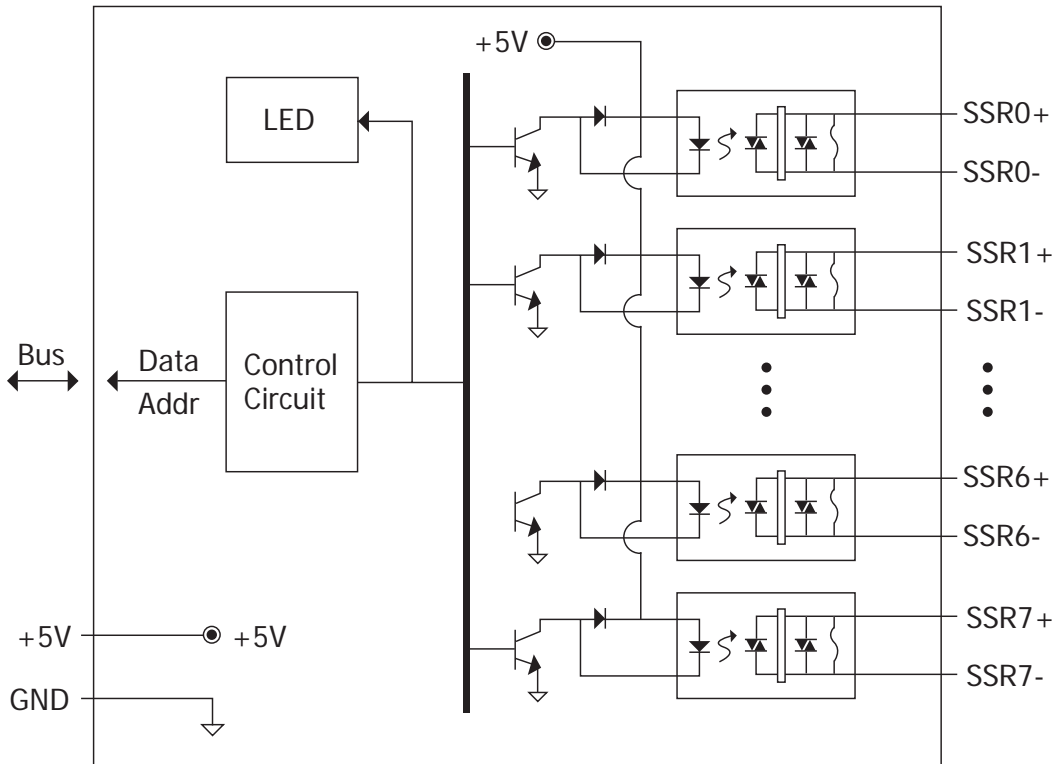 +5V
LED
SSR0+
SSR0-
SSR1+
SSR1-
Bus
Data
Addr
Control
Circuit
SSR6+
SSR6-
SSR7+
SSR7-
+5V
+5V
GND